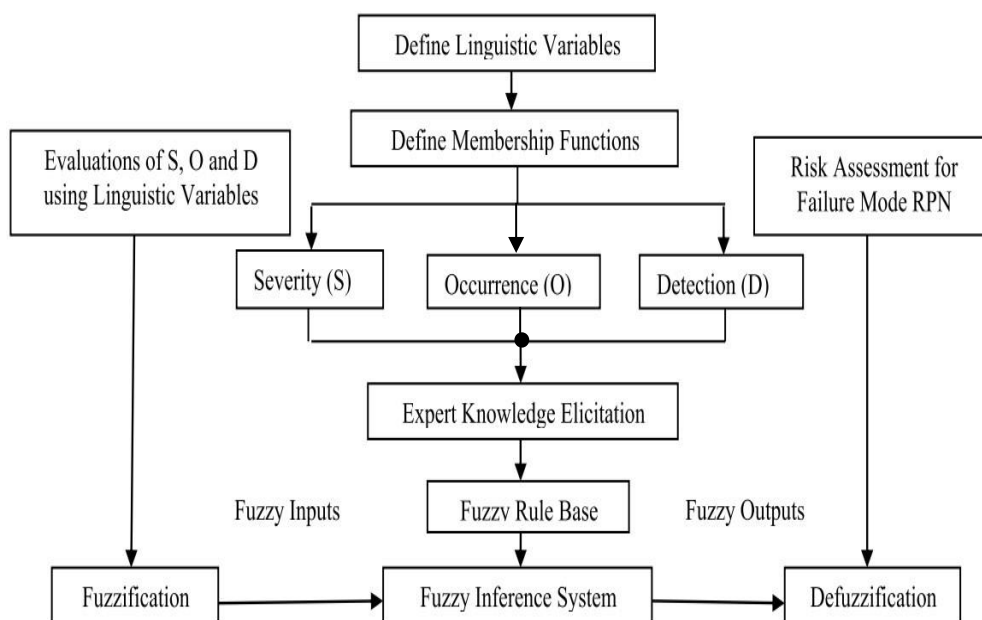 Define Linguistic Variables
Define Membership Functions
Evaluations of S, O and D
using Linguistic Variables
Risk Assessment for
Failure Mode RPN
Severity (S)
Occurrence (O)
Detection (D)
Expert Knowledge Elicitation
Fuzzy Inputs
Fuzzy Rule Base
Fuzzy Outputs
Fuzzification
Fuzzy Inference System
Defuzzification